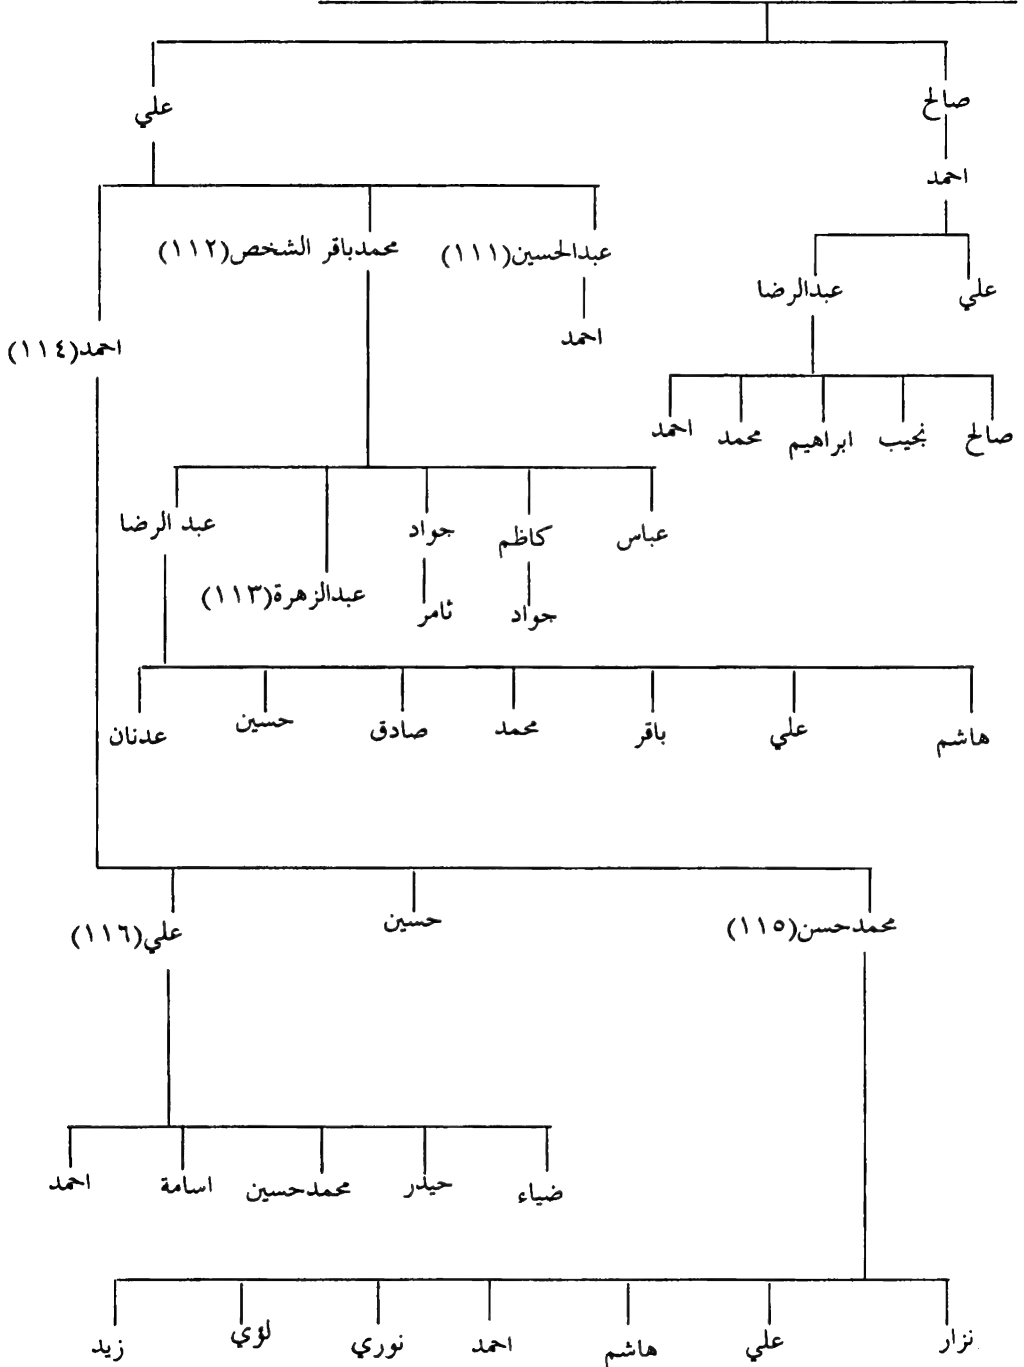 صالح علي
احمد
عبدالحسين(١١١) محمدباقر الشخص(١١٢)
علي عبدالرضا
احمد احمد(١١٤)
صالح نجيب ابراهيم محمد احمد
عباس كاظم جواد عبد الرضا
جواد ثامر عبدالزهرة(١١٣)
هاشم علي باقر محمد صادق حسين عدنان
محمدحسن(١١٥) حسين علي(١١٦)
ضياء حيدر محمدحسين اسامة احمد
نزار علي هاشم احمد نوري لؤي زيد